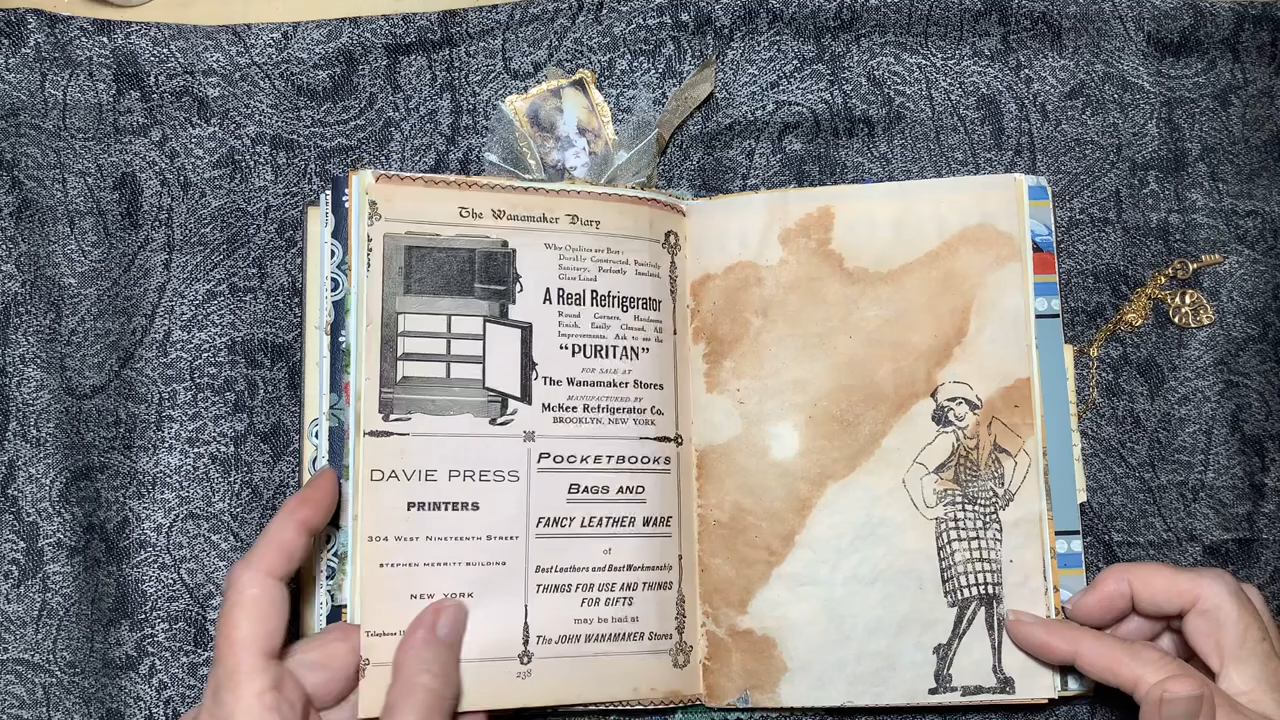 The Wanamaker Diary
Why Qualites are Best:
Durably Constructed, Positively
Sanitary, Perfectly Insulated,
Glass Lined
A Real Refrigerator
Round Corners, Handsome
Finish, Easily Cleaned, All
Improvements. Ask to see the
"PURITAN"
FOR SALE AT
The Wanamaker Stores
MANUFACTURED BY
McKee Refrigerator Co.
BROOKLYN, NEW YORK
DAVIE PRESS
PRINTERS
304 West Nineteenth Street
STEPHEN MERRITT BUILDING
NEW YORK
Telephone
POCKETBOOKS
BAGS AND
FANCY LEATHER WARE
of
Best Leathers and Best Workmanship
THINGS FOR USE AND THINGS
FOR GIFTS
may be had at
The JOHN WANAMAKER Stores
238